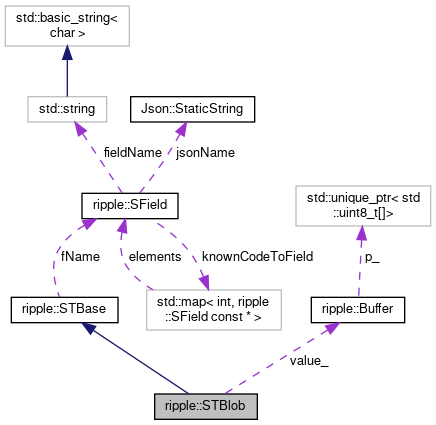 std::basic_string<
char >
std::string
Json::StaticString
fieldName
jsonName
ripple::SField
std::unique_ptr< std
::uint8_t[]>
fName
elements
knownCodeToField
p_
std::map< int, ripple
::SField const * >
ripple::STBase
ripple::Buffer
value_
ripple::STBlob